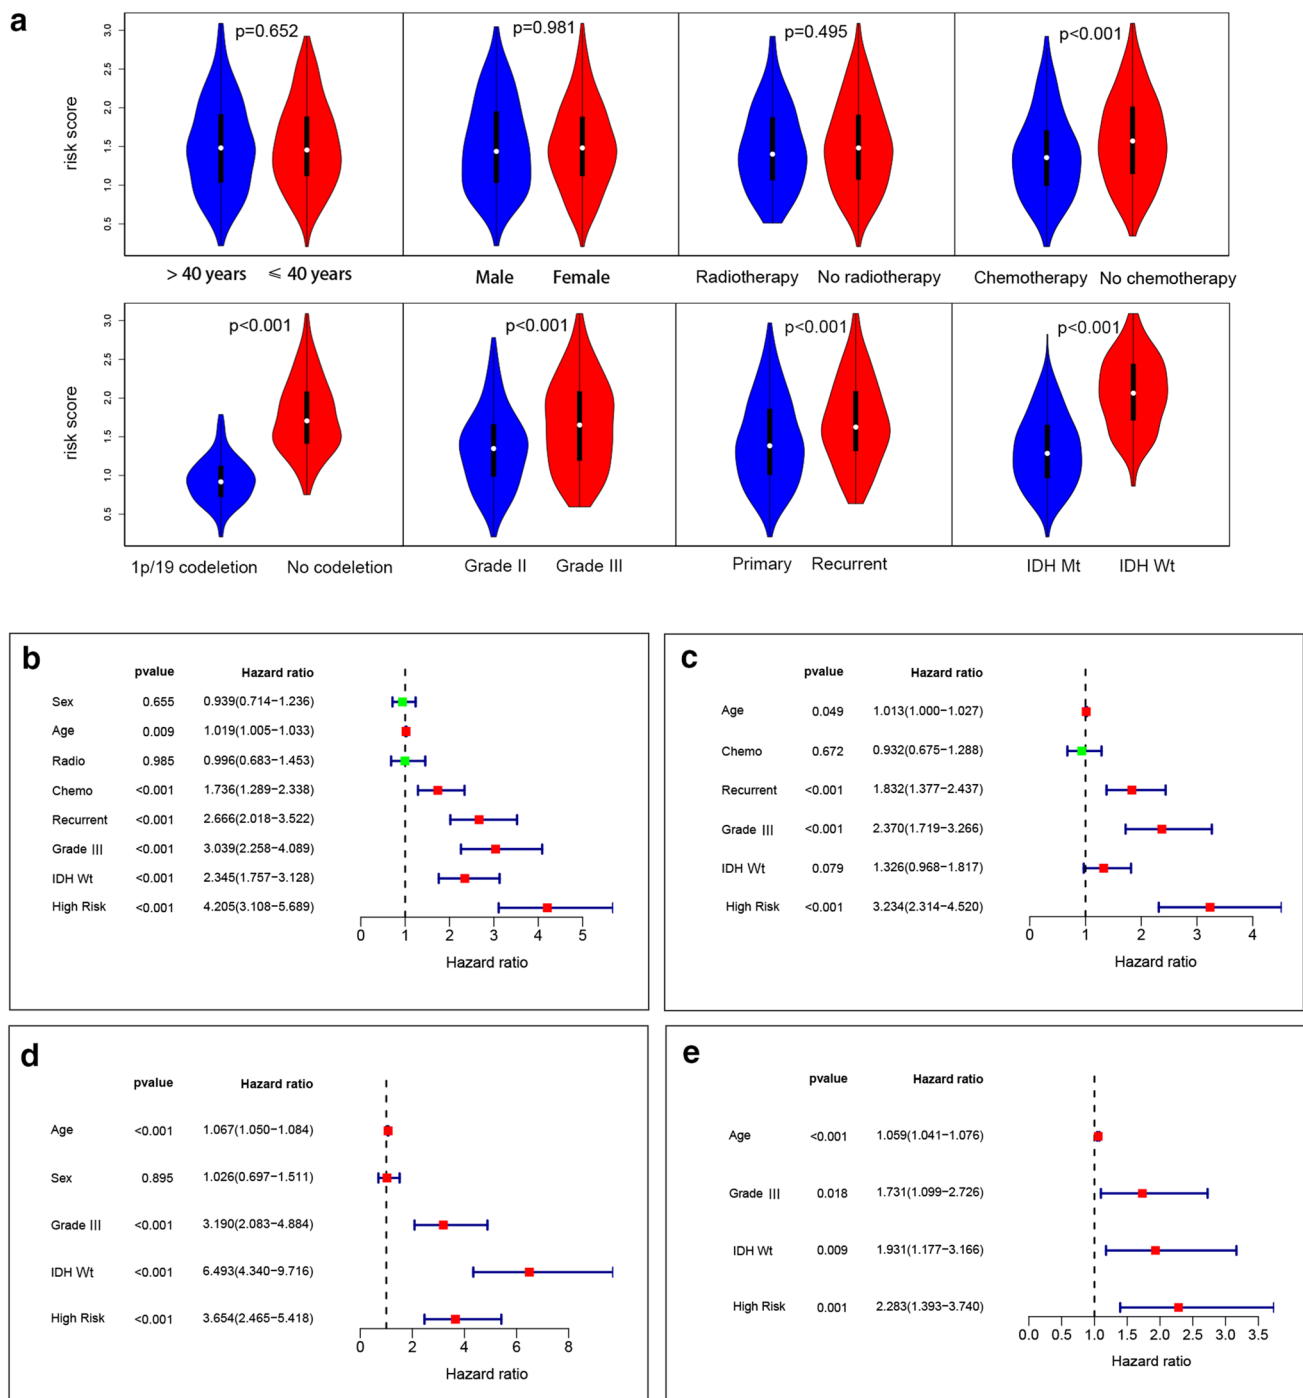 a
p=0.652 p=0.981 p=0.495 p<0.001
risk score
3.0
2.5
2.0
1.5
1.0
0.5
> 40 years ⩽ 40 years Male Female Radiotherapy No radiotherapy Chemotherapy No chemotherapy
p<0.001 p<0.001 p<0.001 p<0.001
risk score
3.0
2.5
2.0
1.5
1.0
0.5
1p/19 codeletion No codeletion Grade II Grade III Primary Recurrent IDH Mt IDH Wt
b
pvalue Hazard ratio
Sex 0.655 0.939(0.714−1.236)
Age 0.009 1.019(1.005−1.033)
Radio 0.985 0.996(0.683−1.453)
Chemo <0.001 1.736(1.289−2.338)
Recurrent <0.001 2.666(2.018−3.522)
Grade III <0.001 3.039(2.258−4.089)
IDH Wt <0.001 2.345(1.757−3.128)
High Risk <0.001 4.205(3.108−5.689)
0 1 2 3 4 5
Hazard ratio
c
pvalue Hazard ratio
Age 0.049 1.013(1.000−1.027)
Chemo 0.672 0.932(0.675−1.288)
Recurrent <0.001 1.832(1.377−2.437)
Grade III <0.001 2.370(1.719−3.266)
IDH Wt 0.079 1.326(0.968−1.817)
High Risk <0.001 3.234(2.314−4.520)
0 1 2 3 4
Hazard ratio
d
pvalue Hazard ratio
Age <0.001 1.067(1.050−1.084)
Sex 0.895 1.026(0.697−1.511)
Grade III <0.001 3.190(2.083−4.884)
IDH Wt <0.001 6.493(4.340−9.716)
High Risk <0.001 3.654(2.465−5.418)
0 2 4 6 8
Hazard ratio
e
pvalue Hazard ratio
Age <0.001 1.059(1.041−1.076)
Grade III 0.018 1.731(1.099−2.726)
IDH Wt 0.009 1.931(1.177−3.166)
High Risk 0.001 2.283(1.393−3.740)
0.0 0.5 1.0 1.5 2.0 2.5 3.0 3.5
Hazard ratio